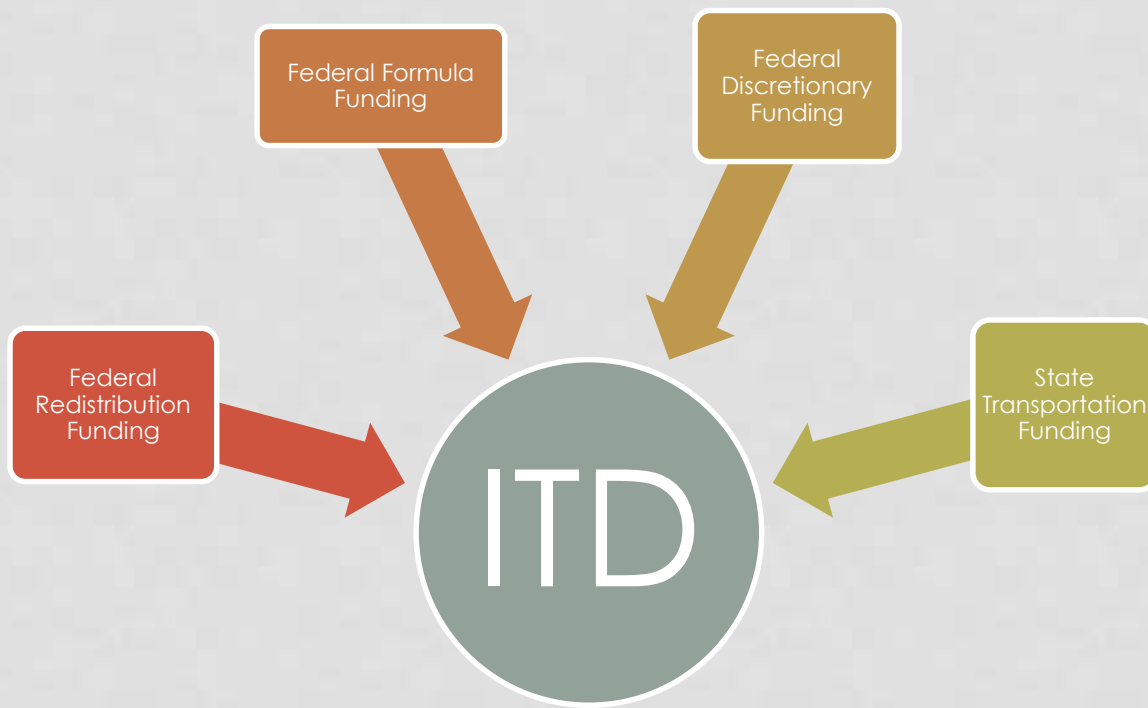 Federal Formula
Funding
Federal
Discretionary
Funding
Federal
Redistribution
Funding
State
Transportation
Funding
ITD